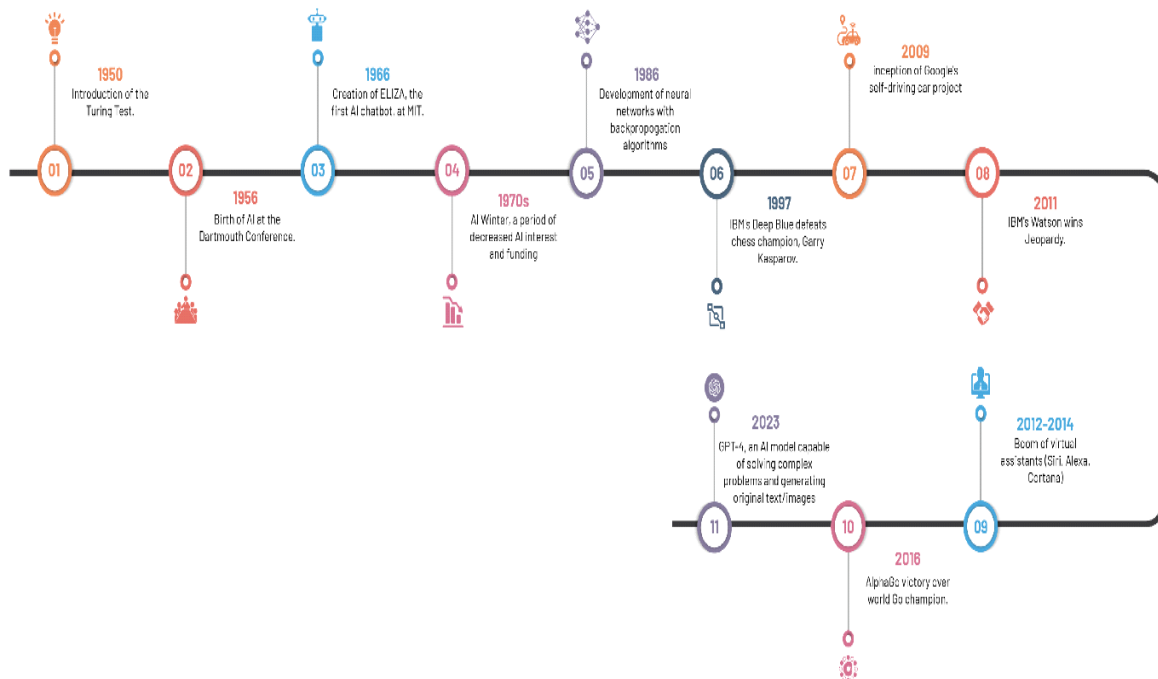 01
1950
Introduction of the
Turing Test.
02
1956
Birth of AI at the
Dartmouth Conference.
03
1966
Creation of ELIZA, the
first AI chatbot, at MIT.
04
1970s
AI Winter, a period of
decreased AI interest
and funding
05
1986
Development of neural
networks with
backpropogation
algorithms
06
1997
IBM's Deep Blue defeats
chess champion, Garry
Kasparov.
07
2009
inception of Google's
self-driving car project
08
2011
IBM's Watson wins
Jeopardy.
09
2012-2014
Boom of virtual
assistants (Siri, Alexa,
Cortana)
10
2016
AlphaGo victory over
world Go champion.
11
2023
GPT-4, an AI model capable
of solving complex
problems and generating
original text/images